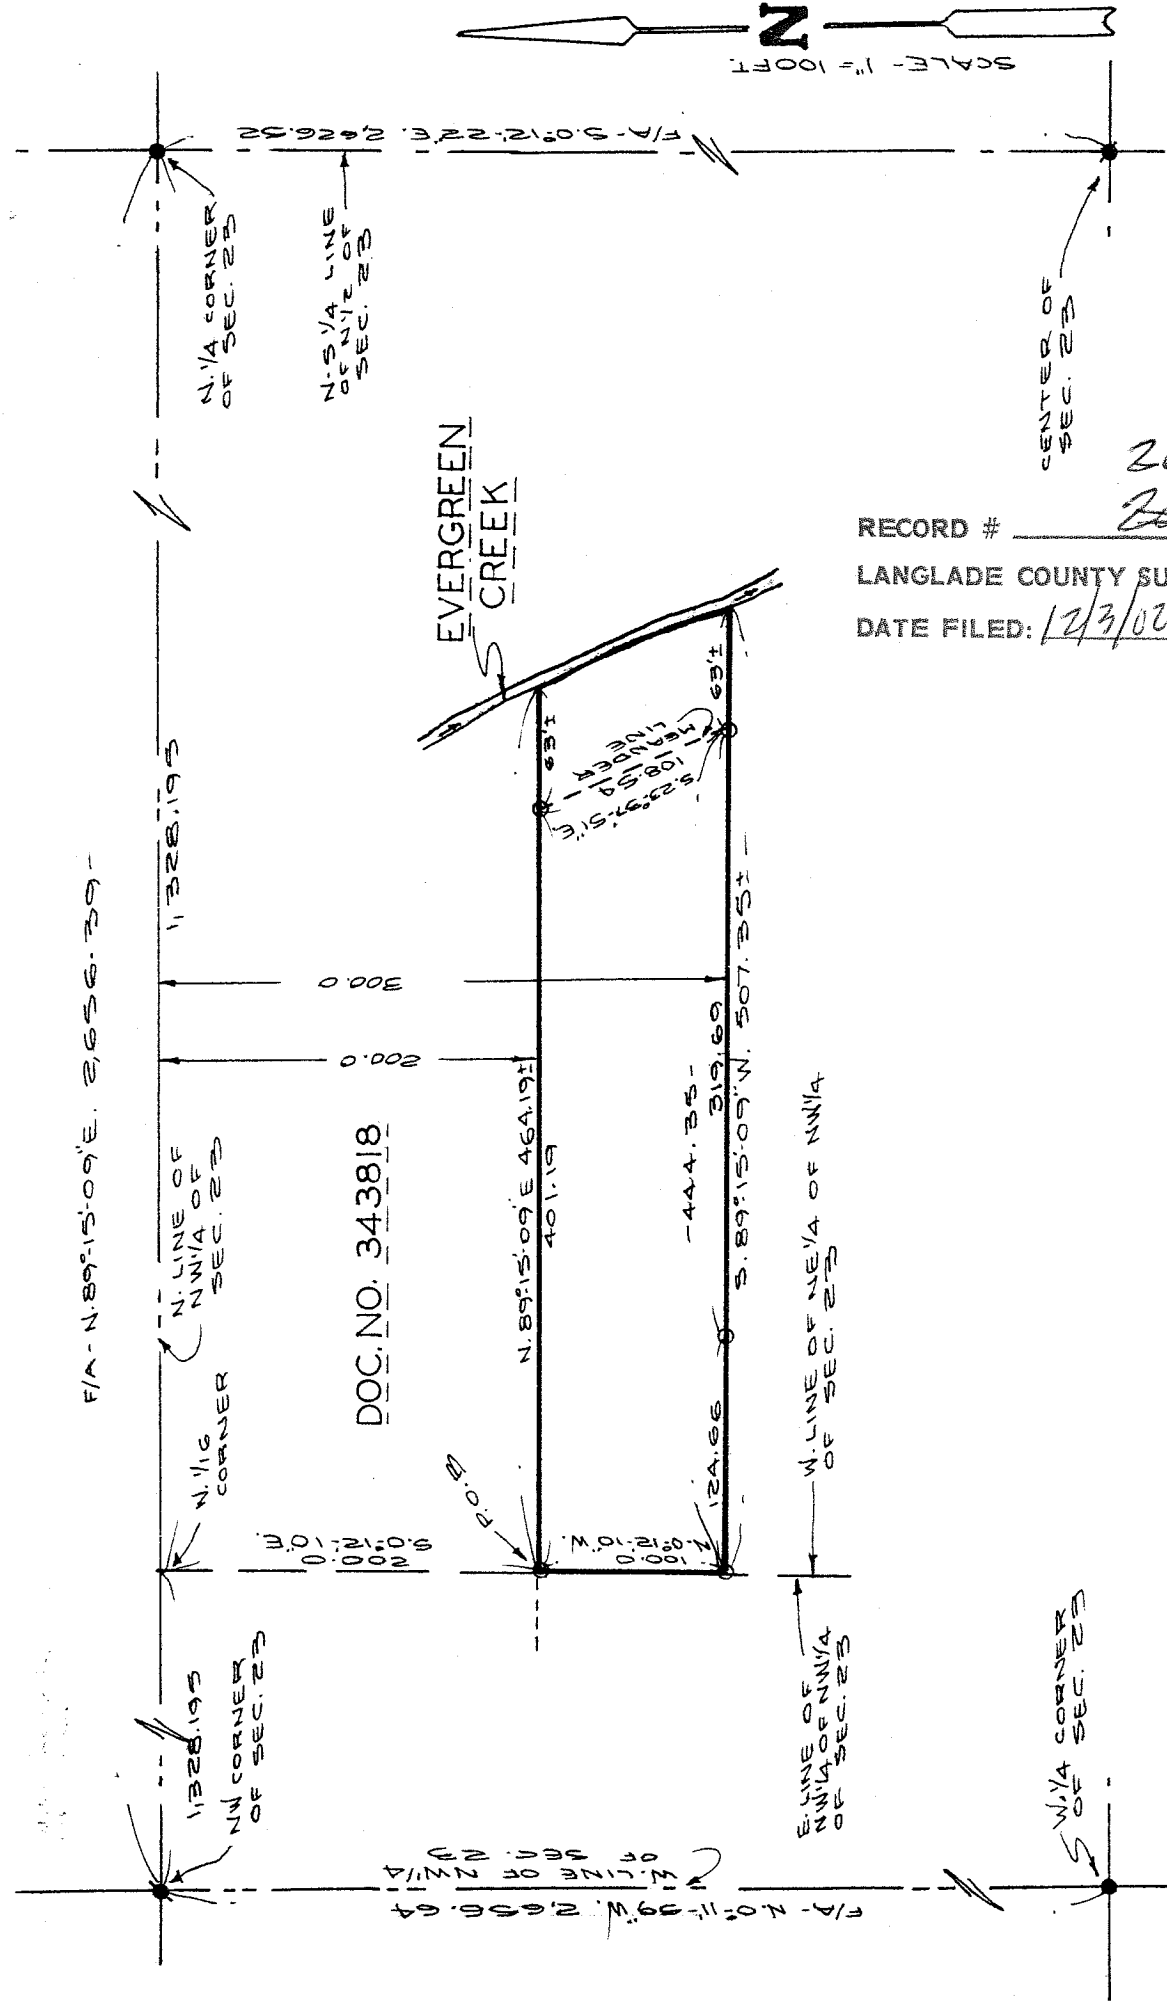 N
SCALE - 1" = 100FT.
F/A - S.0°-12'-22"E. 2,626.52
N. 1/4 CORNER
OF SEC. 23
N-S 1/4 LINE
OF N1/2 OF
SEC. 23
CENTER OF
SEC. 23
RECORD #
LANGLADE COUNTY SU
DATE FILED: 12/3/02
EVERGREEN
CREEK
F/A - N.89°-15'-09"E. 2,656.39-
1,328.195
300.0
200.0
N. LINE OF
NW1/4 OF
SEC. 23
N. 1/16
CORNER
DOC. NO. 343818
N.89°-15'-09"E 464.19±
401.19
63'±
S.23°-37'-51"E.
108.54
MEANDER
LINE
63'±
-444.35-
319.69
S.89°-15'-09"W. 507.35±
124.66
P.O.B.
200.0
S.0°-12'-10"E.
100.0
N.0°-12'-10"W.
W. LINE OF NE1/4 OF NW1/4
OF SEC. 23
E. LINE OF
NW1/4 OF NW1/4
OF SEC. 23
1,328.195
NW CORNER
OF SEC. 23
W. LINE OF NW1/4
OF SEC. 23
F/A - N.0°-11'-59"W. 2,656.64
W. 1/4 CORNER
OF SEC. 23